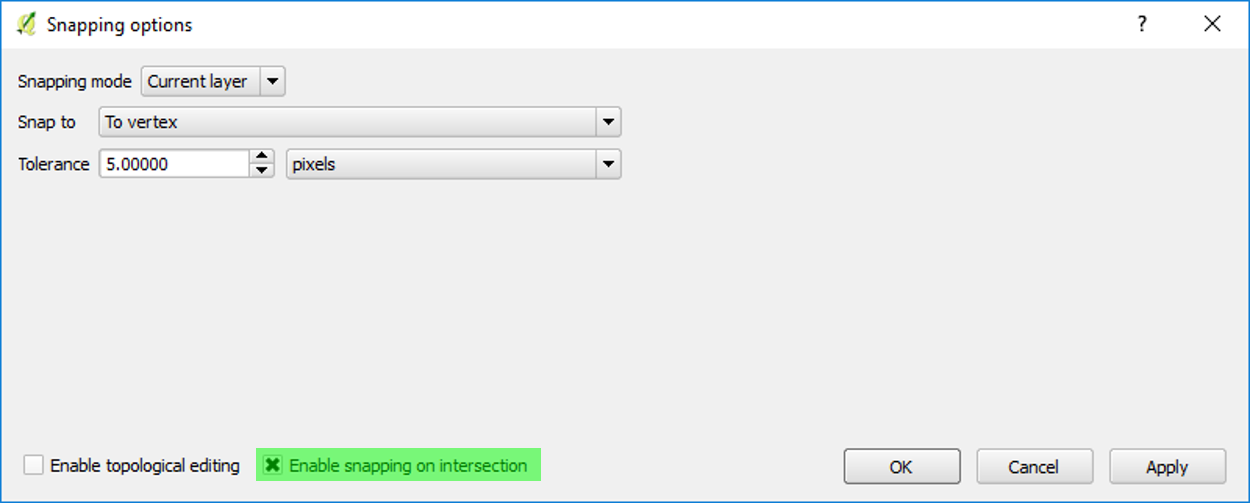 Snapping options ?
Snapping mode Current layer
Snap to To vertex
Tolerance 5.00000 pixels
Enable topological editing Enable snapping on intersection OK Cancel Apply